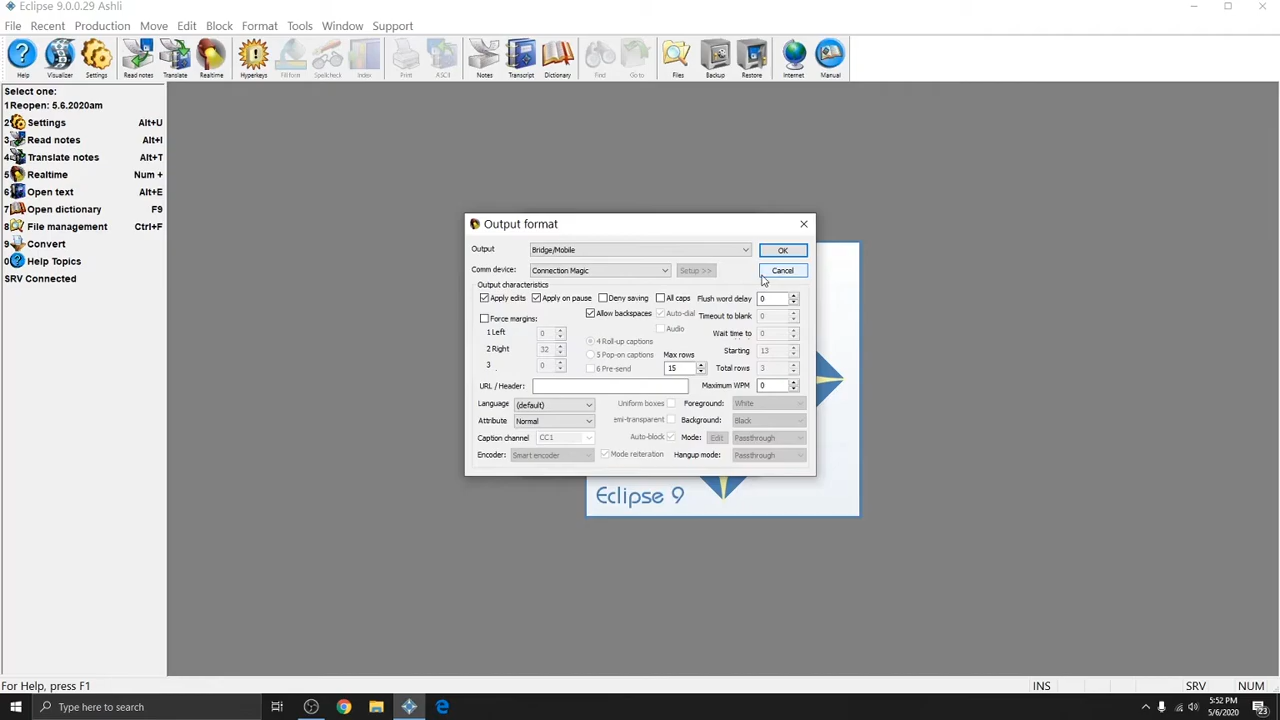 Eclipse 9.0.0.29 Ashli
File Recent Production Move Edit Block Format Tools Window Support
Help Visualizer Settings Read notes Translate Realtime Hyperkeys Fill form Spellcheck Index Print ASCII Notes Transcript Dictionary Find Go to Files Backup Restore Internet Manual
Select one:
1Reopen: 5.6.2020am
2 Settings Alt+U
3 Read notes Alt+I
4 Translate notes Alt+T
5 Realtime Num +
6 Open text Alt+E
7 Open dictionary F9
8 File management Ctrl+F
9 Convert
0 Help Topics
SRV Connected
Output format
Output Bridge/Mobile OK
Comm device: Connection Magic Setup >> Cancel
Output characteristics
Apply edits Apply on pause Deny saving All caps Flush word delay 0
Force margins: Allow backspaces Auto-dial Timeout to blank 0
1 Left 0 Audio Wait time to 0
2 Right 32 4 Roll-up captions Starting 13
5 Pop-on captions Max rows
3 0 6 Pre-send 15 Total rows 3
URL / Header: Maximum WPM 0
Language (default) Uniform boxes Foreground: White
Attribute Normal emi-transparent Background: Black
Caption channel CC1 Auto-block Mode: Edit Passthrough
Encoder: Smart encoder Mode reiteration Hangup mode: Passthrough
Eclipse 9
For Help, press F1 INS SRV NUM
Type here to search
5:52 PM
5/6/2020
23